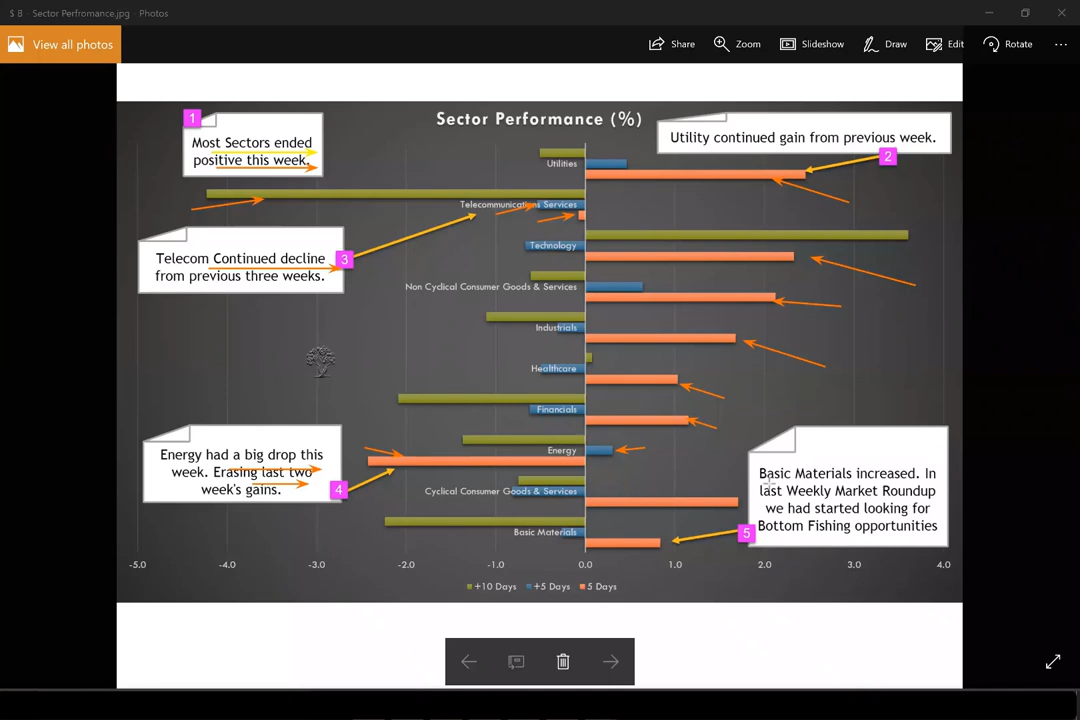 $ B - Sector Perfromance.jpg - Photos
View all photos
Share
Zoom
Slideshow
Draw
Edit
Rotate
Sector Performance (%)
1
Most Sectors ended
positive this week.
Utility continued gain from previous week.
2
Utilities
Telecommunications Services
3
Telecom Continued decline
from previous three weeks.
Technology
Non Cyclical Consumer Goods & Services
Industrials
Healthcare
Financials
Energy
Energy had a big drop this
week. Erasing last two
week's gains.
4
Cyclical Consumer Goods & Services
Basic Materials increased. In
last Weekly Market Roundup
we had started looking for
Bottom Fishing opportunities
5
Basic Materials
-5.0 -4.0 -3.0 -2.0 -1.0 0.0 1.0 2.0 3.0 4.0
+10 Days +5 Days 5 Days